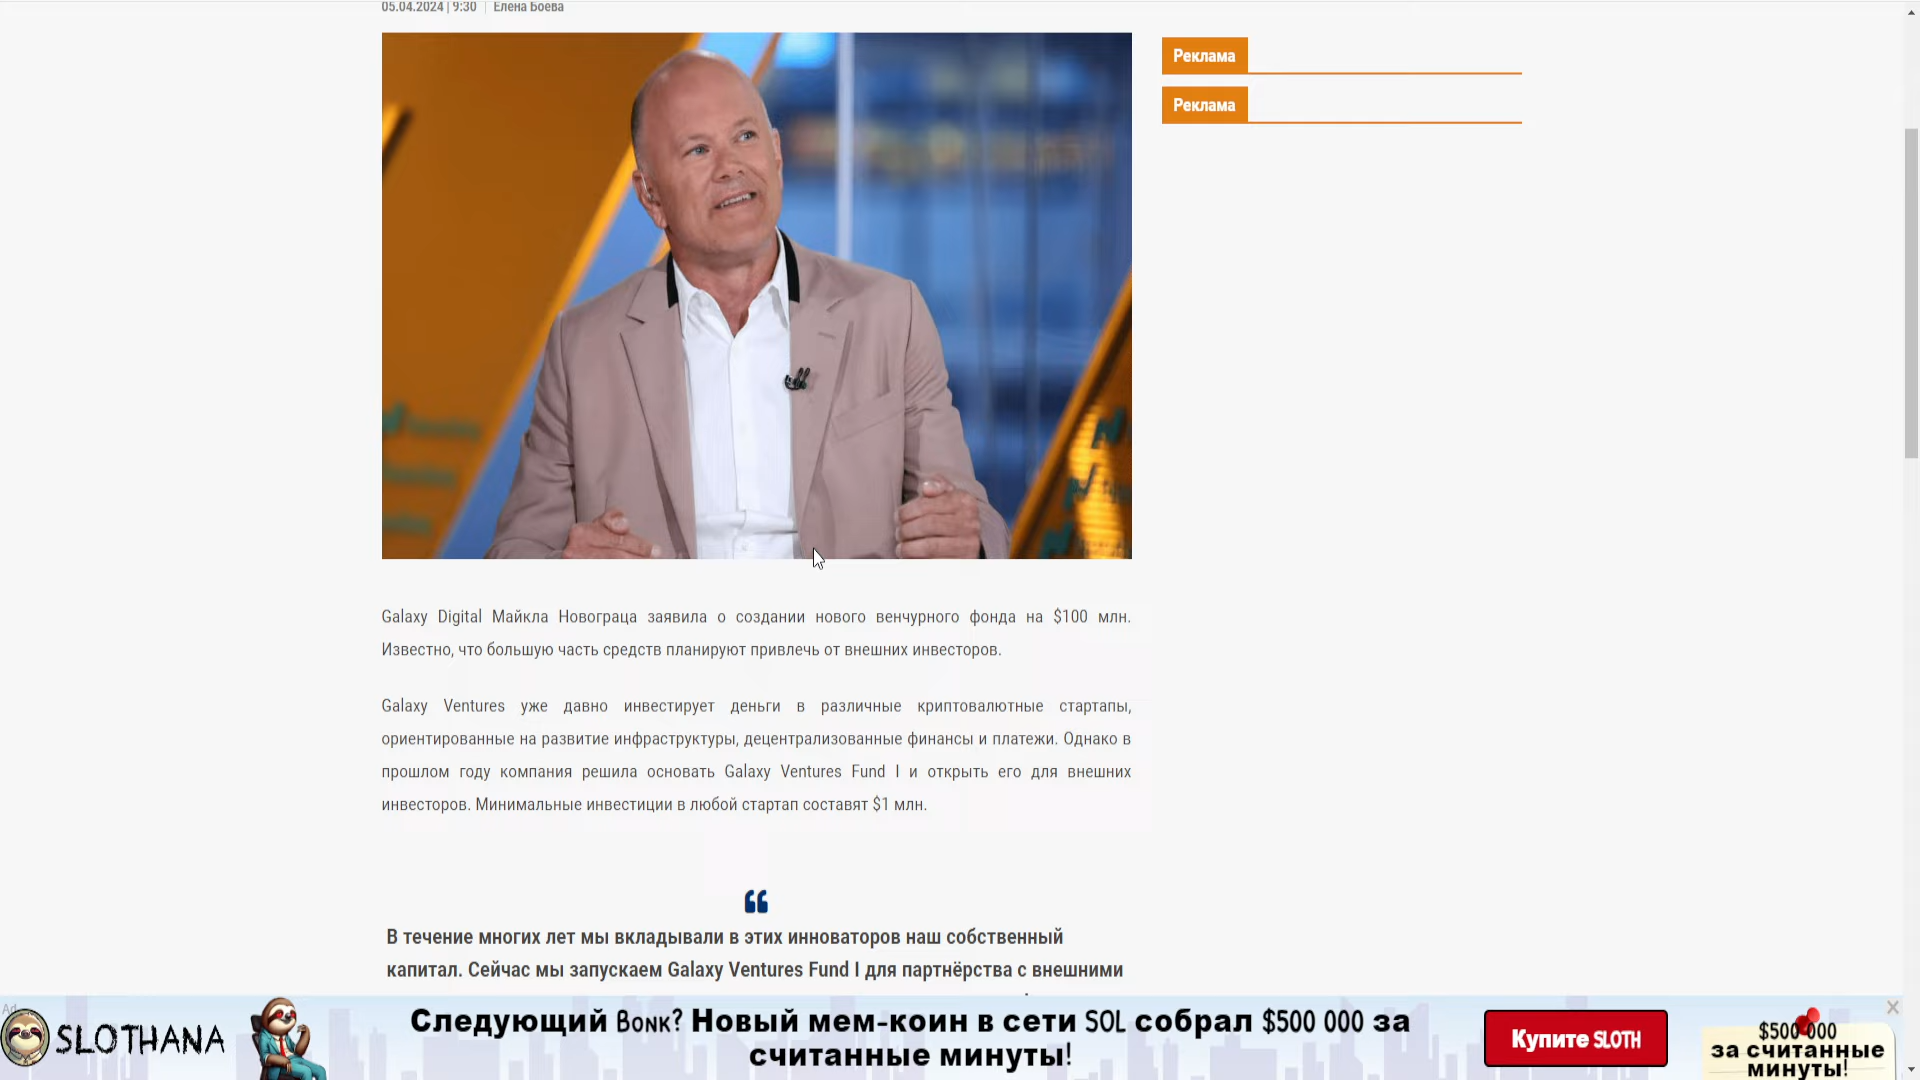 05.04.2024 | 9:30 | Елена Боева
Реклама
Реклама
Galaxy Digital Майкла Новограца заявила о создании нового венчурного фонда на $100 млн.
Известно, что большую часть средств планируют привлечь от внешних инвесторов.
Galaxy Ventures уже давно инвестирует деньги в различные криптовалютные стартапы,
ориентированные на развитие инфраструктуры, децентрализованные финансы и платежи. Однако в
прошлом году компания решила основать Galaxy Ventures Fund I и открыть его для внешних
инвесторов. Минимальные инвестиции в любой стартап составят $1 млн.
В течение многих лет мы вкладывали в этих инноваторов наш собственный
капитал. Сейчас мы запускаем Galaxy Ventures Fund I для партнёрства с внешними
SLOTHANA
Следующий Bonk? Новый мем-коин в сети SOL собрал $500 000 за
считанные минуты!
Купите SLOTH
$500 000
за считанные
минуты!